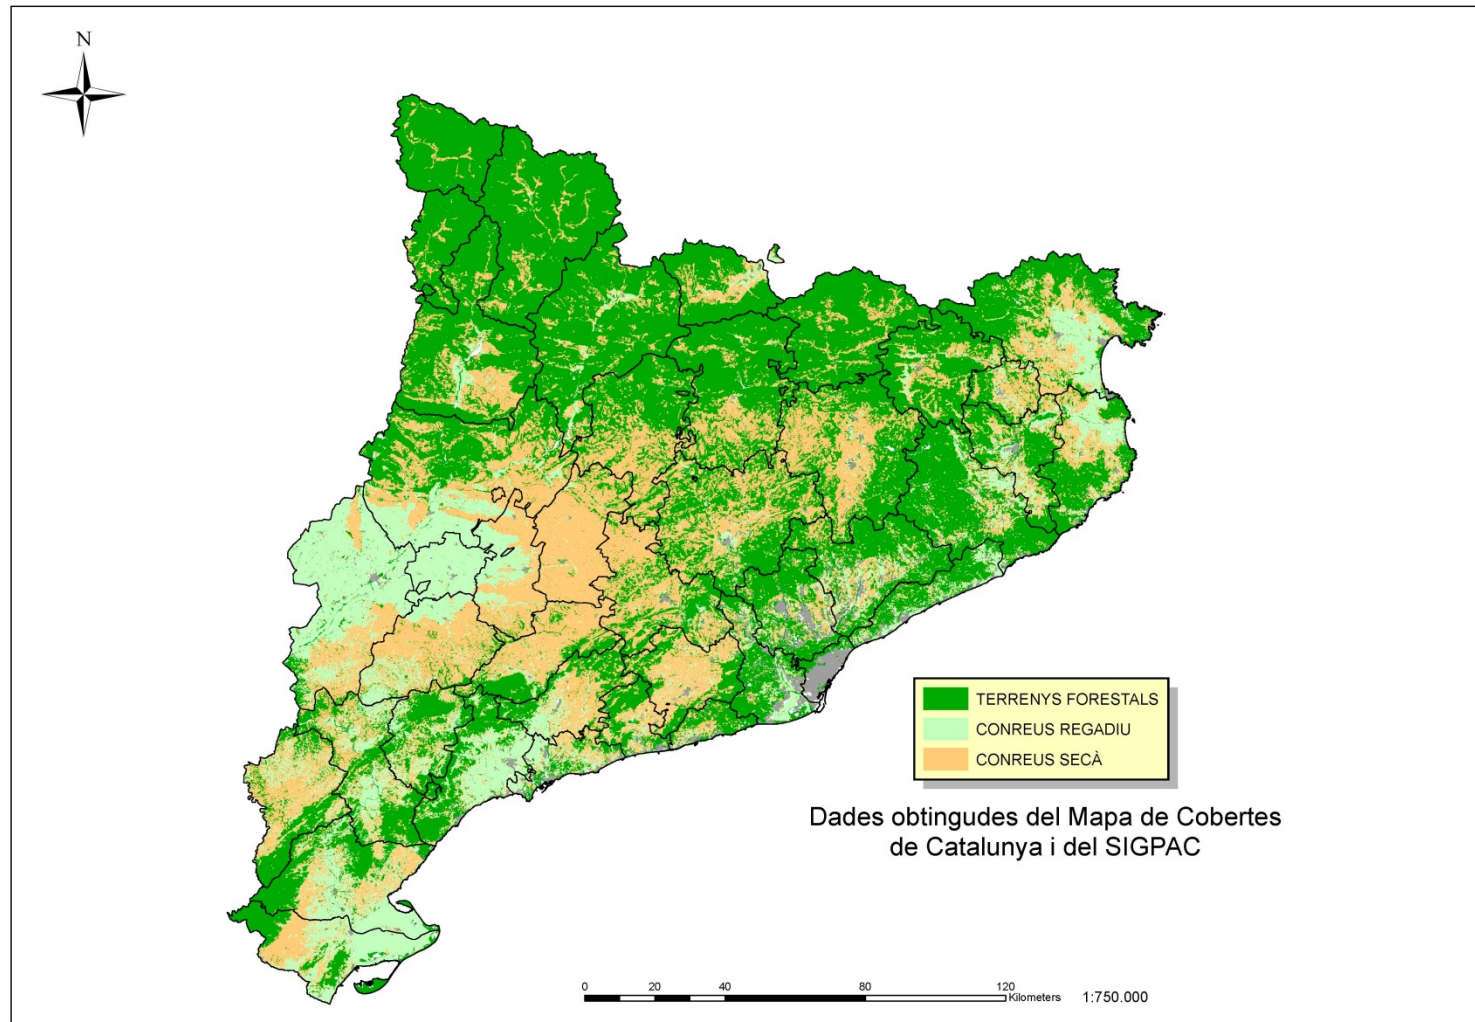 N
TERRENYS FORESTALS
CONREUS REGADIU
CONREUS SECÀ
Dades obtingudes del Mapa de Cobertes
de Catalunya i del SIGPAC
0 20 40 80 120
Kilometers
1:750.000